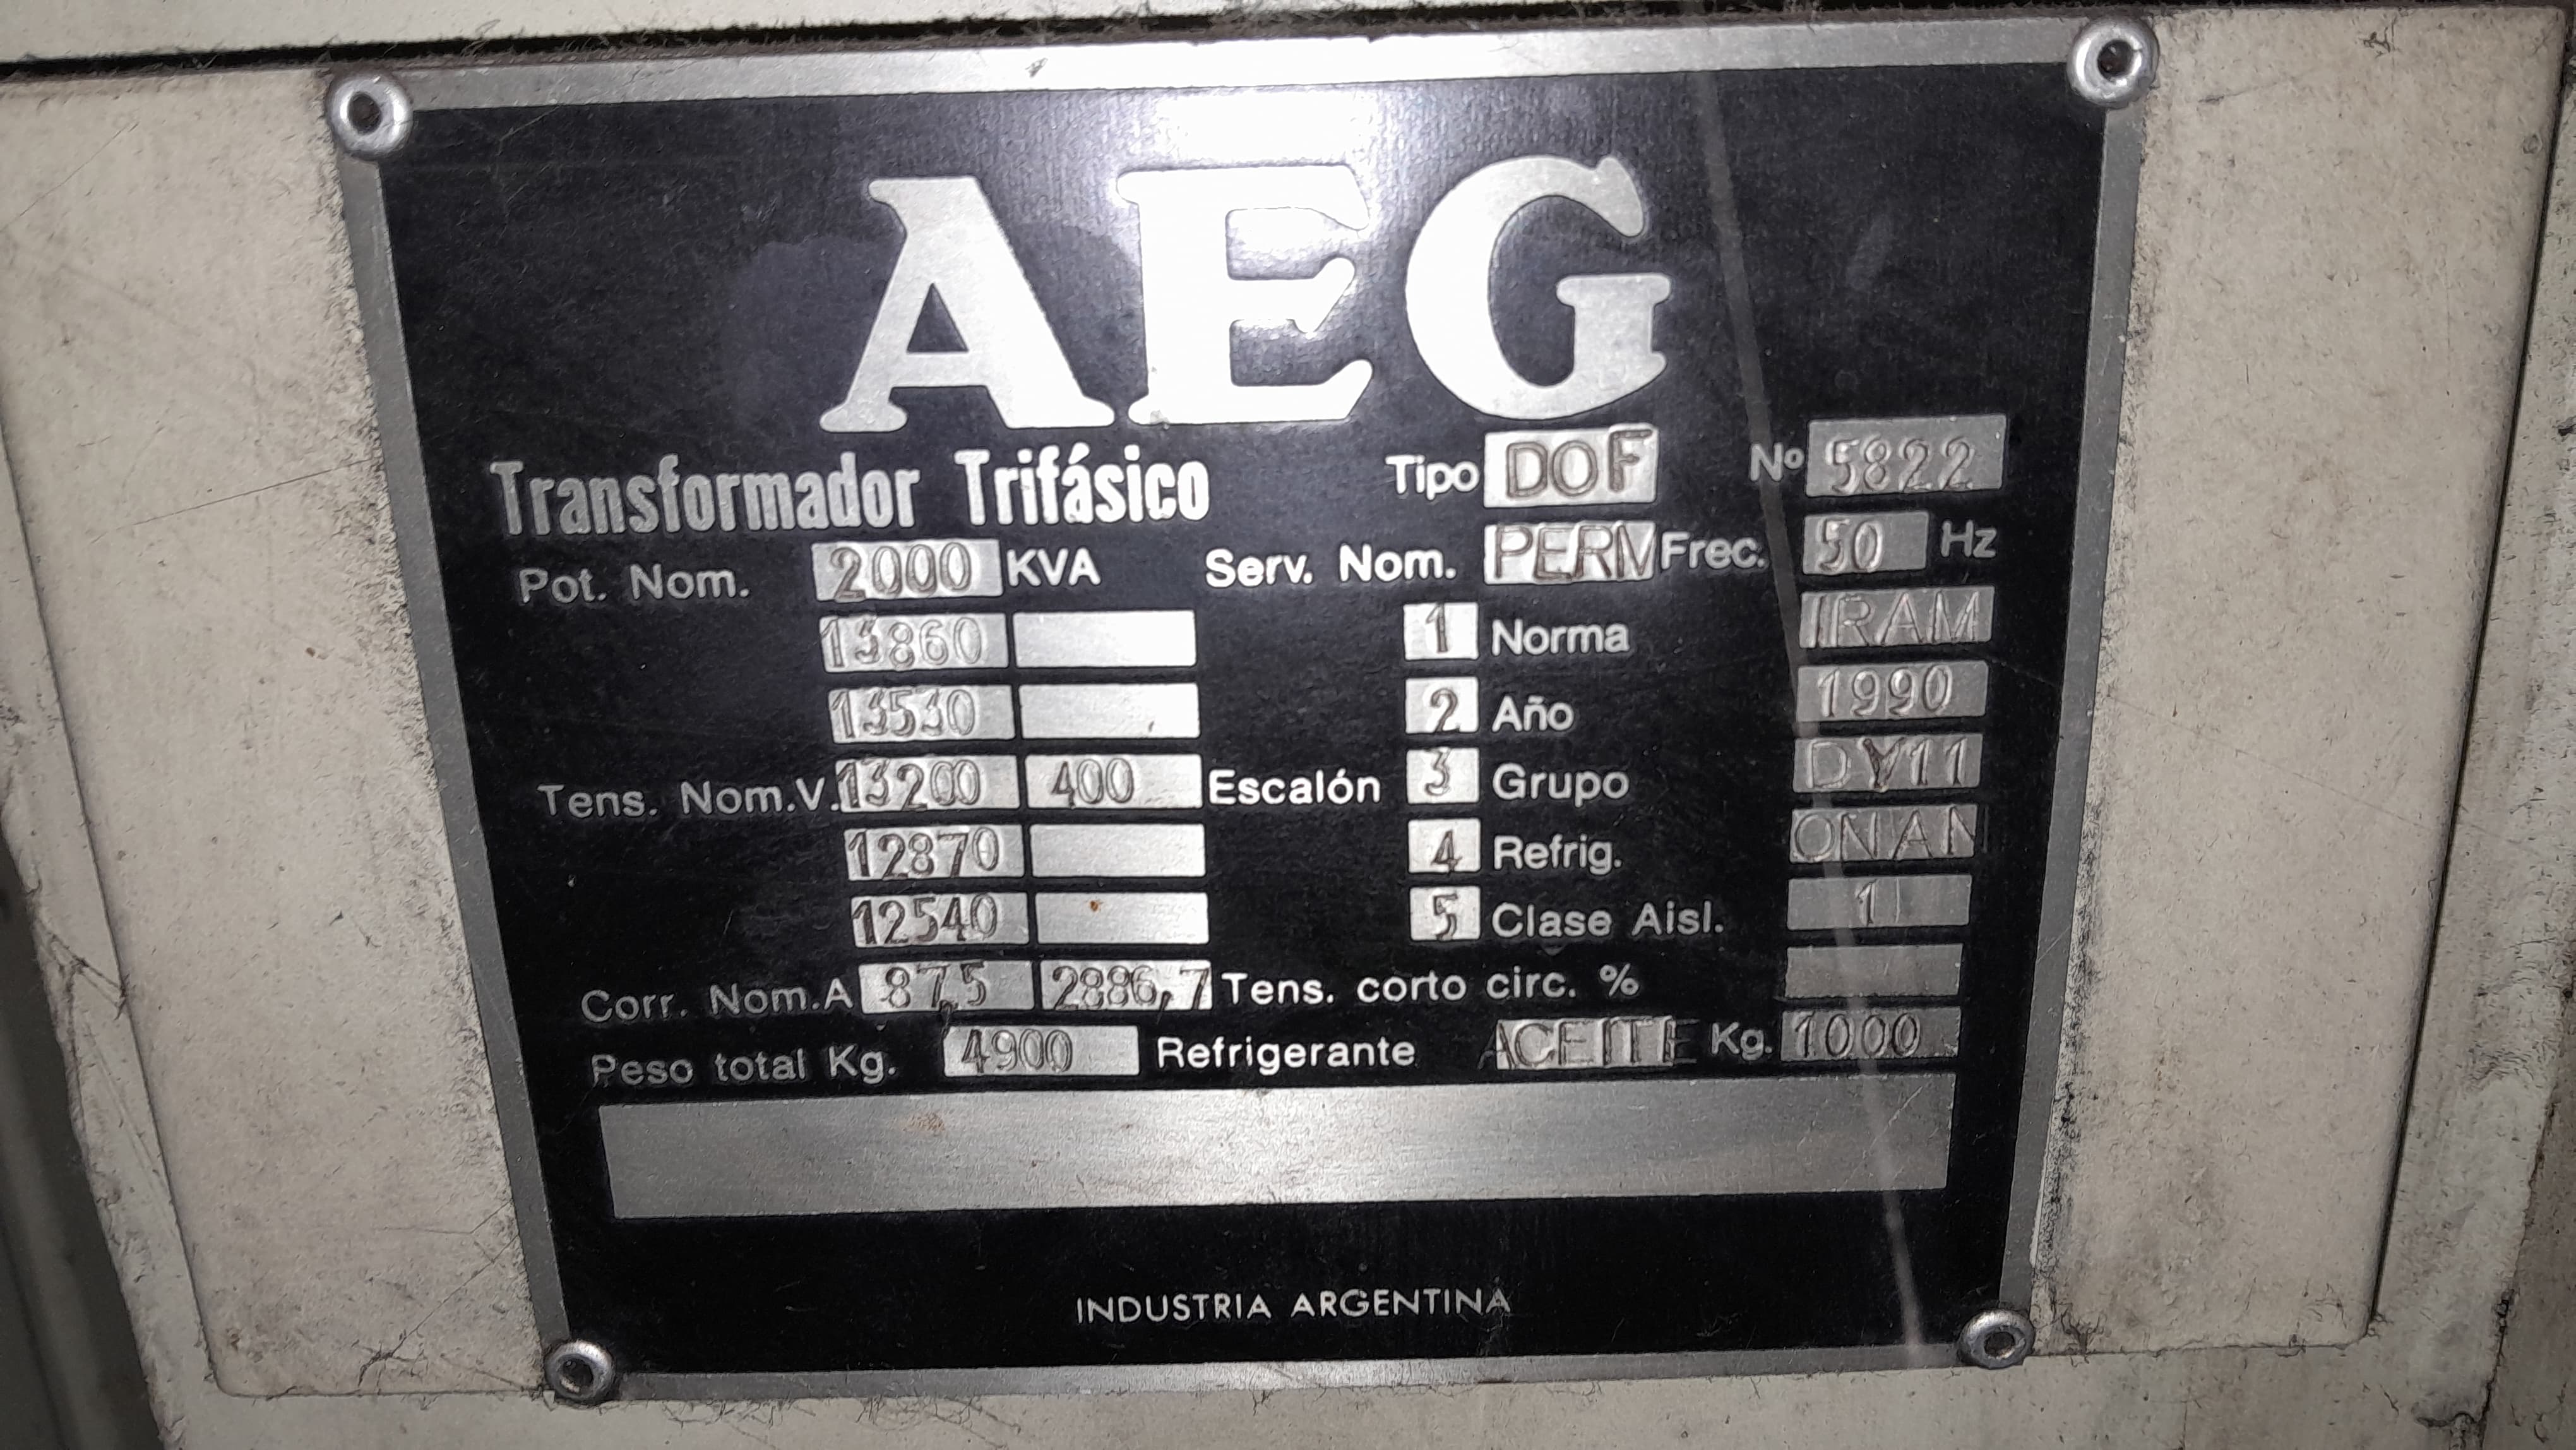 AEG
Transformador Trifásico Tipo DOF Nº 5822
Pot. Nom. 2000 KVA Serv. Nom. PERM Frec. 50 Hz
13860 1 Norma IRAM
13530 2 Año 1990
Tens. Nom.V. 13200 400 Escalón 3 Grupo DY11
12870 4 Refrig. ONAN
12540 5 Clase Aisl. 1
Corr. Nom.A 87,5 2886,7 Tens. corto circ. %
Peso total Kg. 4900 Refrigerante ACEITE Kg. 1000
INDUSTRIA ARGENTINA